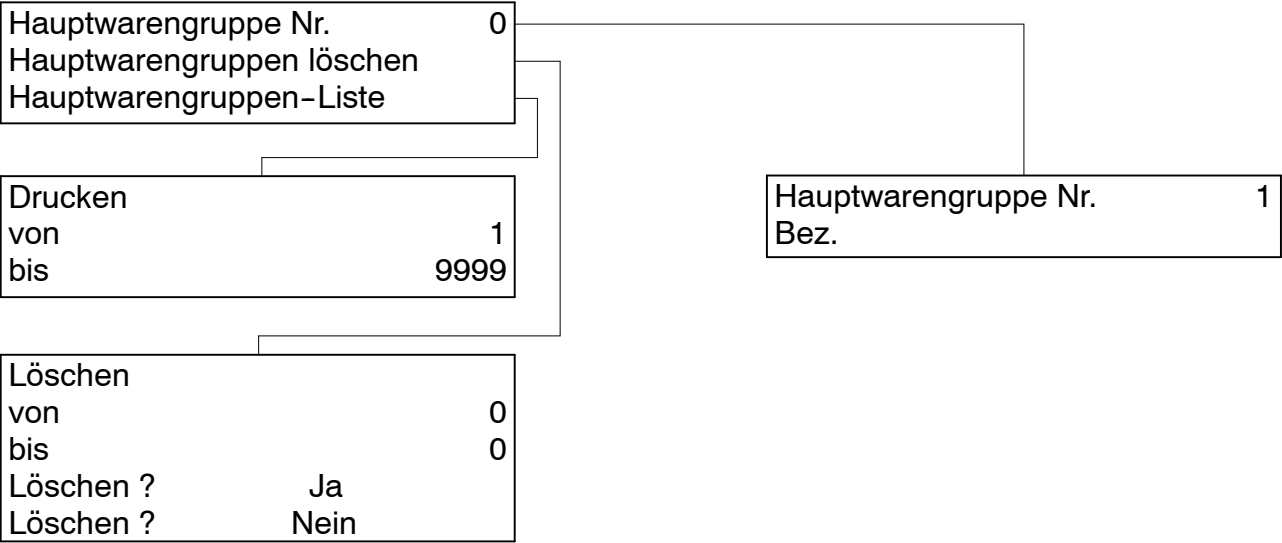 Hauptwarengruppe Nr. 0
Hauptwarengruppen löschen
Hauptwarengruppen-Liste
Drucken
von 1
bis 9999
Hauptwarengruppe Nr. 1
Bez.
Löschen
von 0
bis 0
Löschen ? Ja
Löschen ? Nein